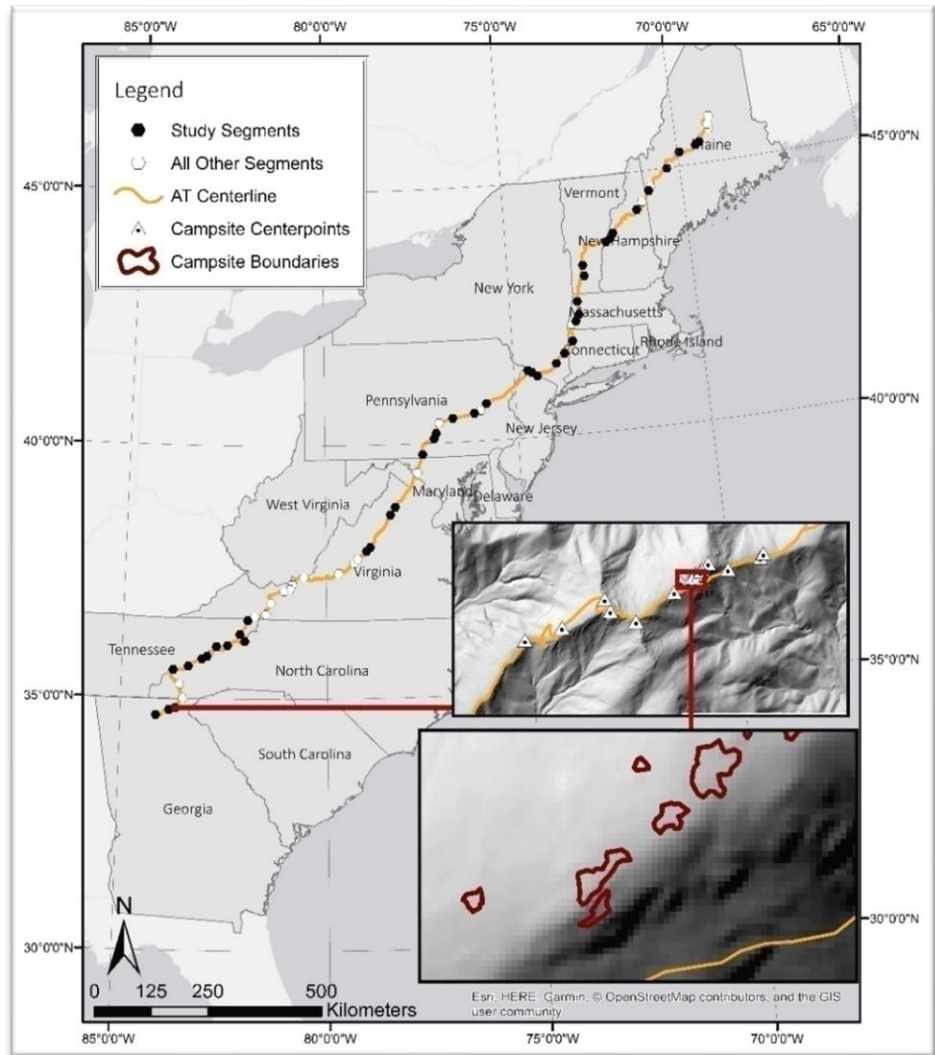 85°0'0"W
80°0'0"W
75°0'0"W
70°0'0"W
65°0'0"W
Legend
Study Segments
All Other Segments
AT Centerline
Campsite Centerpoints
Campsite Boundaries
45°0'0"N
45°0'0"N
Maine
Vermont
New Hampshire
New York
Massachusetts
Connecticut
Rhode Island
40°0'0"N
Pennsylvania
New Jersey
40°0'0"N
Maryland
Delaware
West Virginia
Virginia
Tennessee
North Carolina
35°0'0"N
35°0'0"N
South Carolina
Georgia
N
30°0'0"N
30°0'0"N
0 125 250 500
Kilometers
Esri, HERE, Garmin, © OpenStreetMap contributors, and the GIS
user community
85°0'0"W
80°0'0"W
75°0'0"W
70°0'0"W